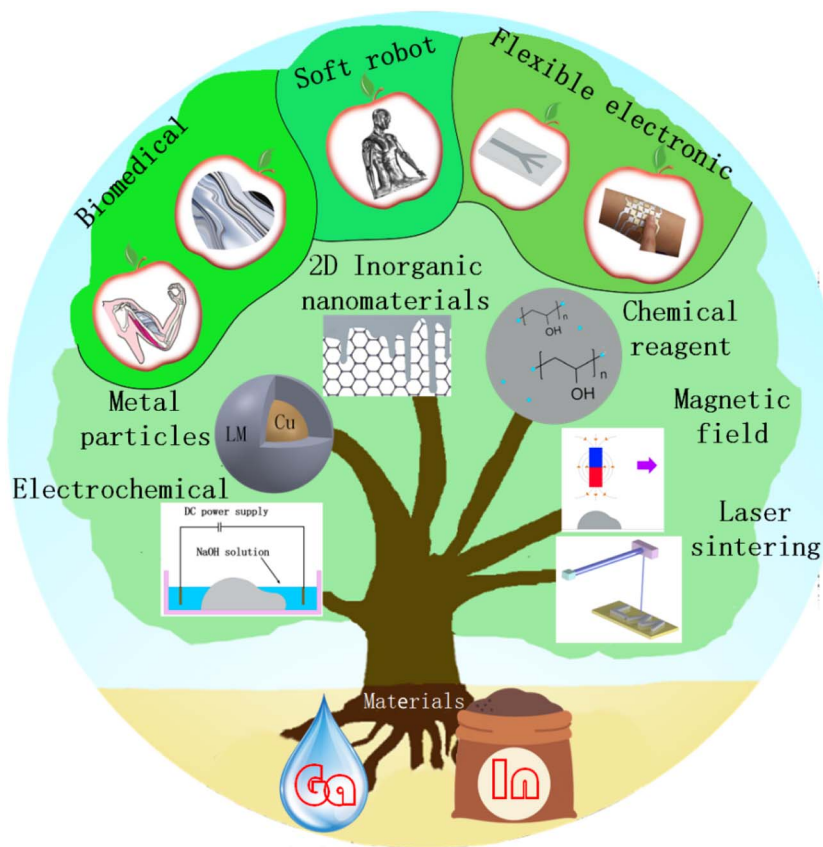 Soft robot
Flexible electronic
Biomedical
2D Inorganic
nanomaterials
Chemical
reagent
n
OH
n
OH
Metal
particles
LM
Cu
Magnetic
field
Electrochemical
DC power supply
NaOH solution
Laser
sintering
Materials
Ga
In